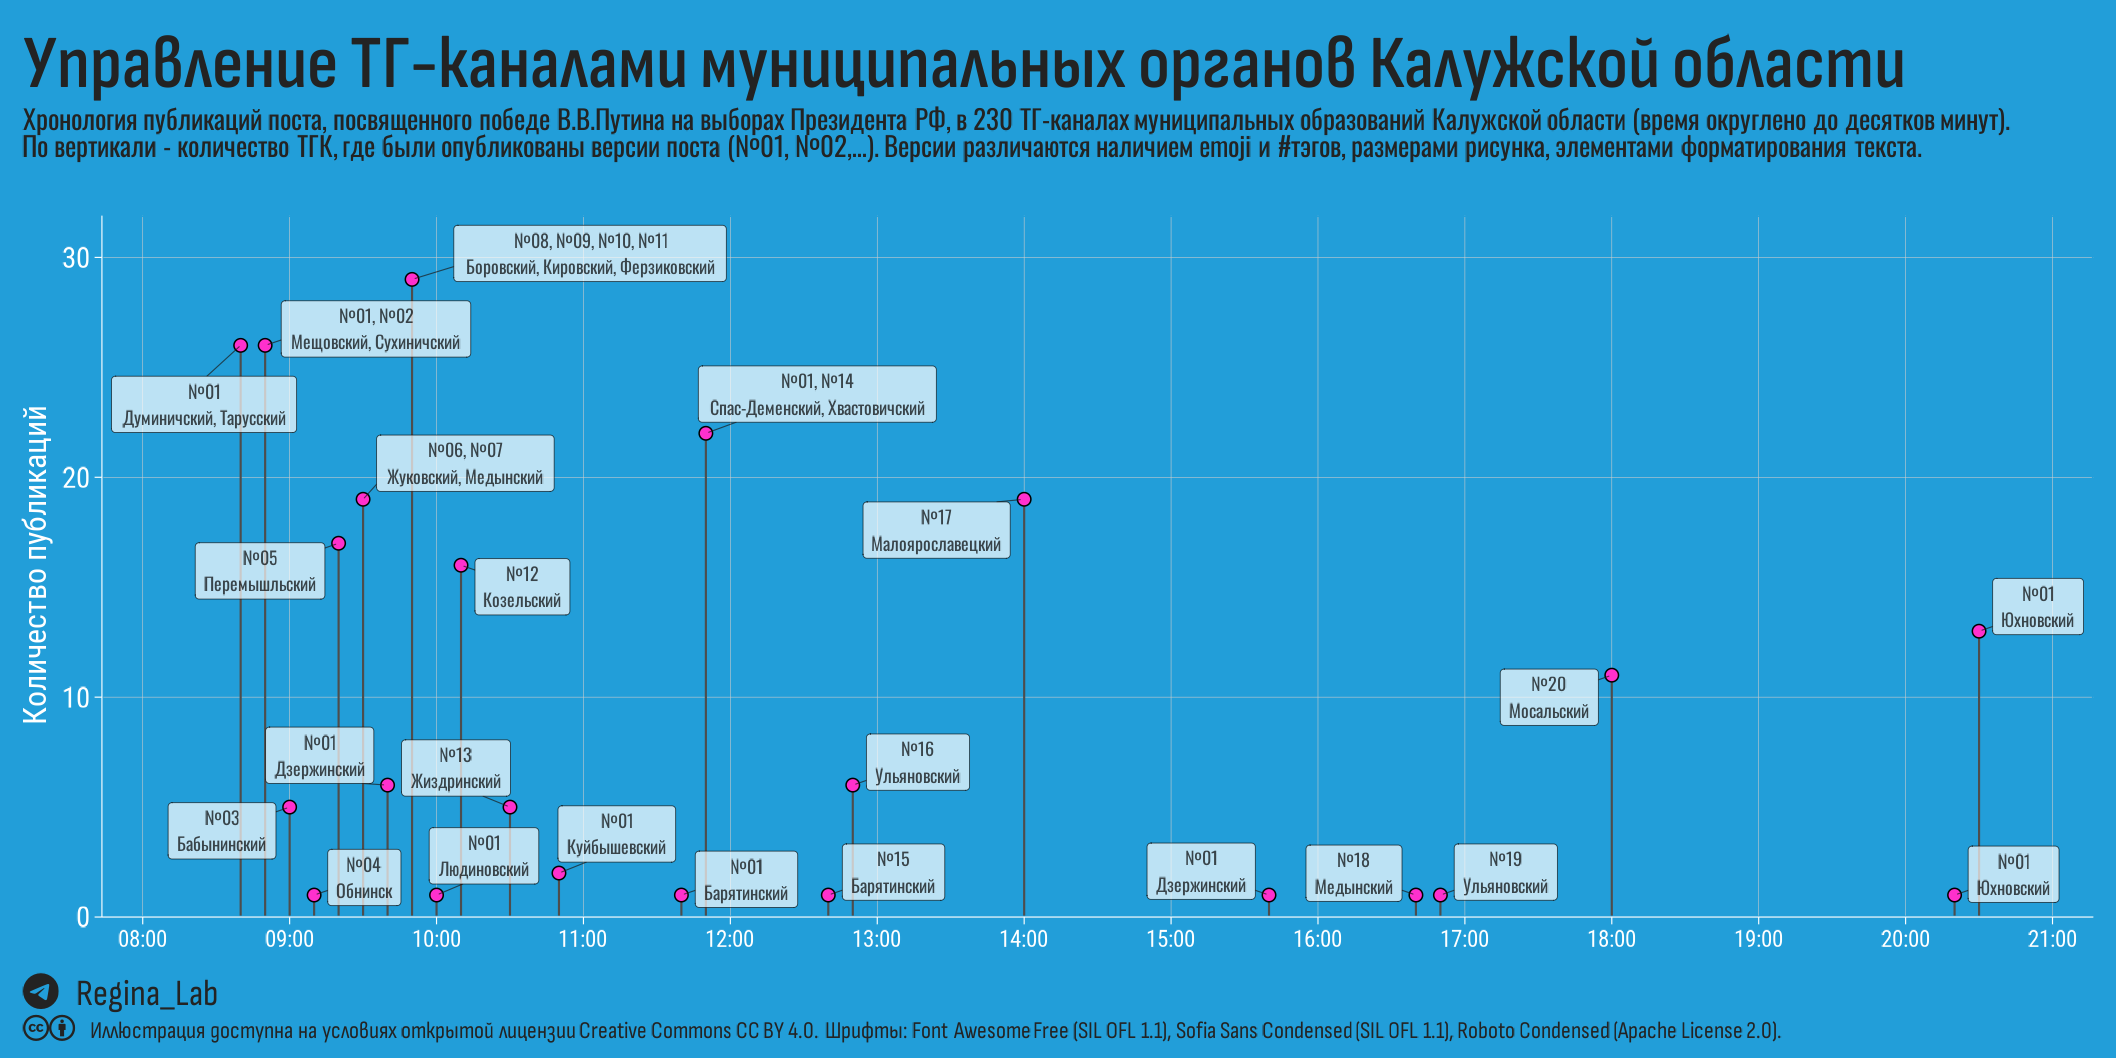 Управление ТГ-каналами муниципальных органов Калужской области
Хронология публикаций поста, посвященного победе В.В.Путина на выборах Президента РФ, в 230 ТГ-каналах муниципальных образований Калужской области (время округлено до десятков минут).
По вертикали - количество ТГК, где были опубликованы версии поста (№01, №02,...). Версии различаются наличием emoji и #тэгов, размерами рисунка, элементами форматирования текста.
Количество публикаций
30
20
10
0
№08, №09, №10, №11
Боровский, Кировский, Ферзиковский
№01, №02
Мещовский, Сухиничский
№01
Думиничский, Тарусский
№01, №14
Спас-Деменский, Хвастовичский
№06, №07
Жуковский, Медынский
№17
Малоярославецкий
№05
Перемышльский
№12
Козельский
№01
Юхновский
№20
Мосальский
№01
Дзержинский
№13
Жиздринский
№16
Ульяновский
№03
Бабынинский
№01
Куйбышевский
№04
Обнинск
№01
Людиновский
№01
Барятинский
№15
Барятинский
№01
Дзержинский
№18
Медынский
№19
Ульяновский
№01
Юхновский
08:00 09:00 10:00 11:00 12:00 13:00 14:00 15:00 16:00 17:00 18:00 19:00 20:00 21:00
Regina_Lab
cc Иллюстрация доступна на условиях открытой лицензии Creative Commons CC BY 4.0. Шрифты: Font Awesome Free (SIL OFL 1.1), Sofia Sans Condensed (SIL OFL 1.1), Roboto Condensed (Apache License 2.0).